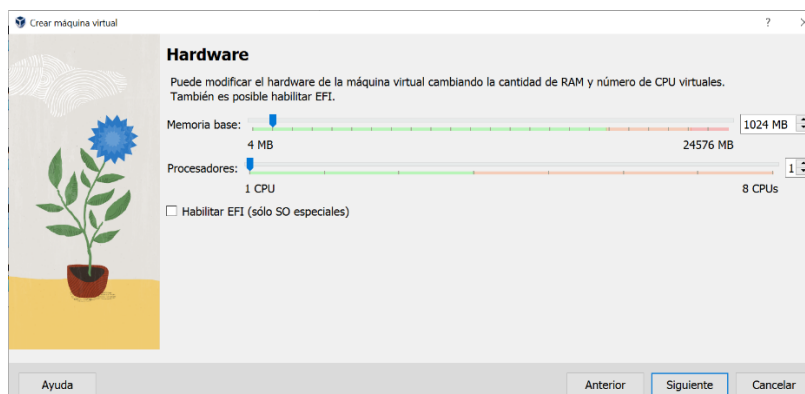 Crear máquina virtual
?
Hardware
Puede modificar el hardware de la máquina virtual cambiando la cantidad de RAM y número de CPU virtuales.
También es posible habilitar EFI.
Memoria base:
1024 MB
4 MB
24576 MB
Procesadores:
1
1 CPU
8 CPUs
Habilitar EFI (sólo SO especiales)
Ayuda
Anterior
Siguiente
Cancelar